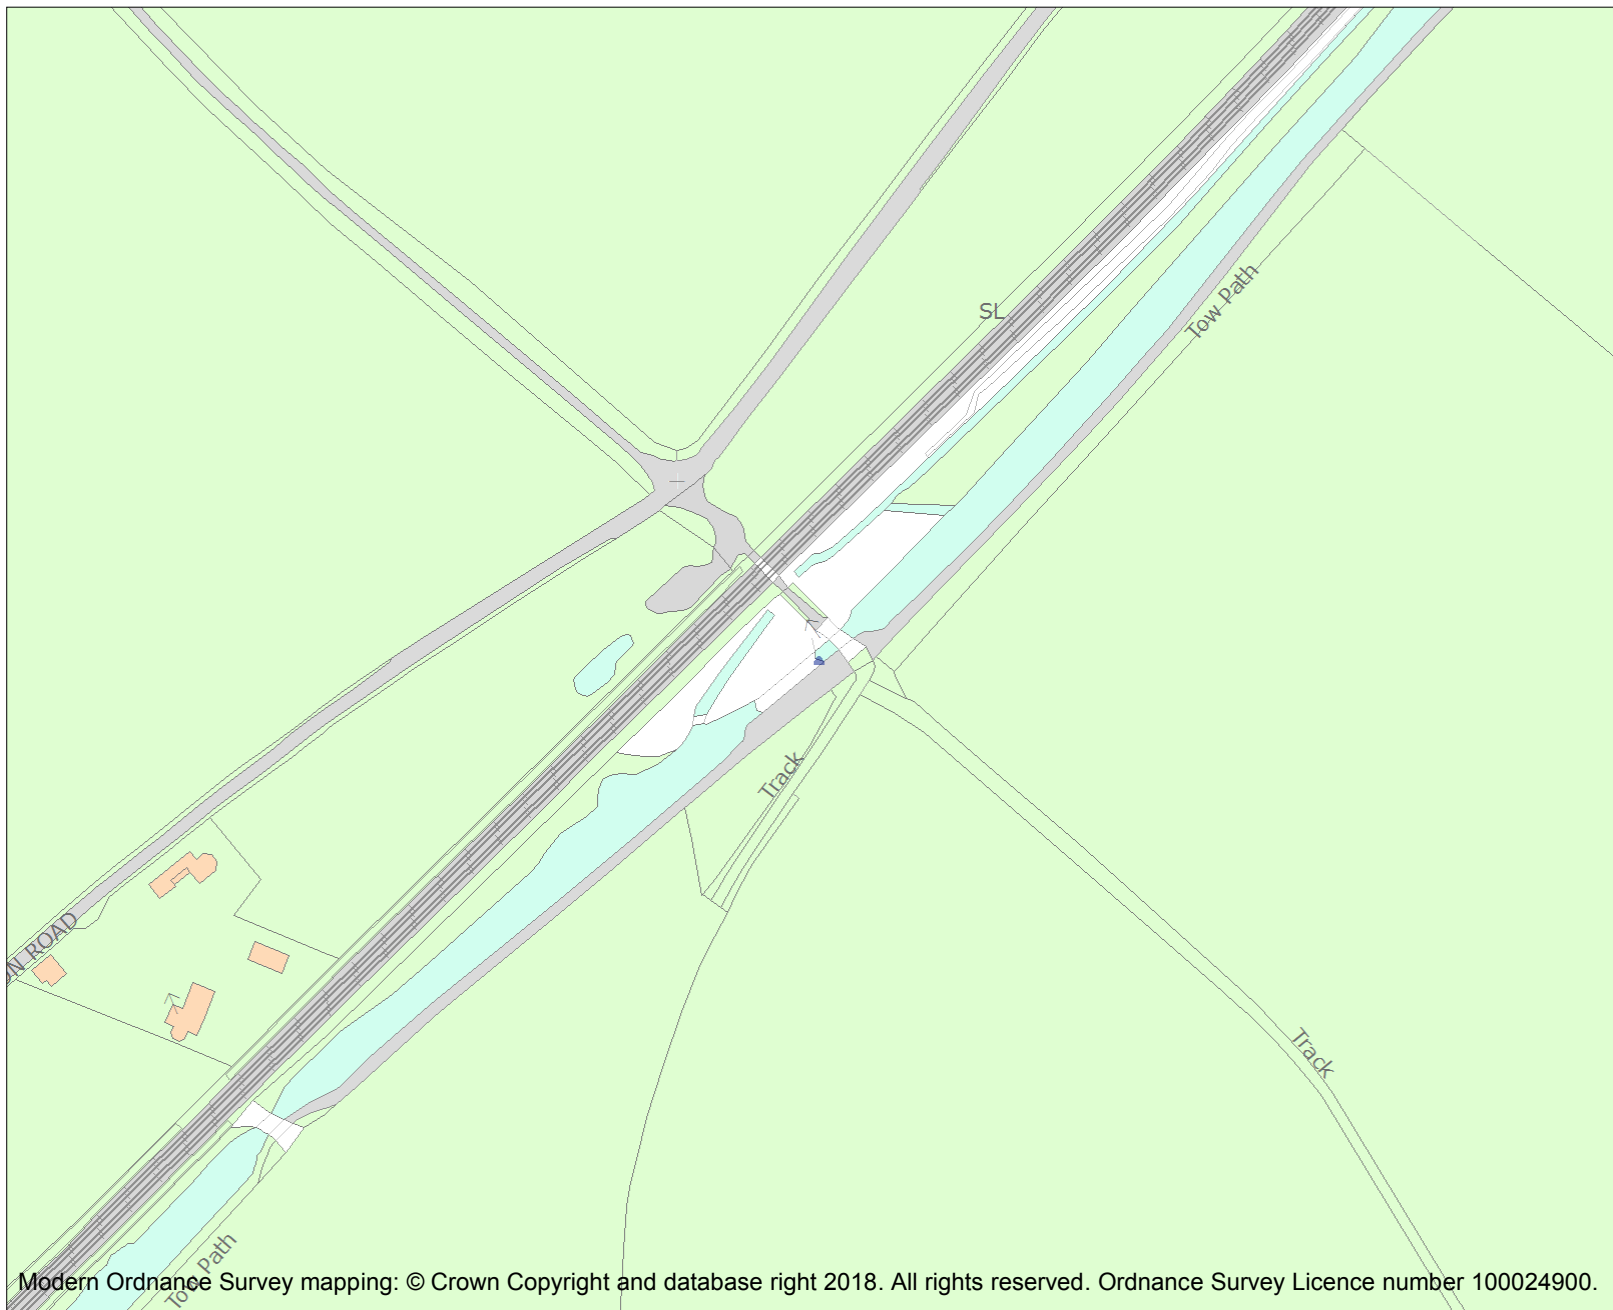 SL
Tow Path
Track
ON ROAD
Track
Tow Path
Modern Ordnance Survey mapping: © Crown Copyright and database right 2018. All rights reserved. Ordnance Survey Licence number 100024900.